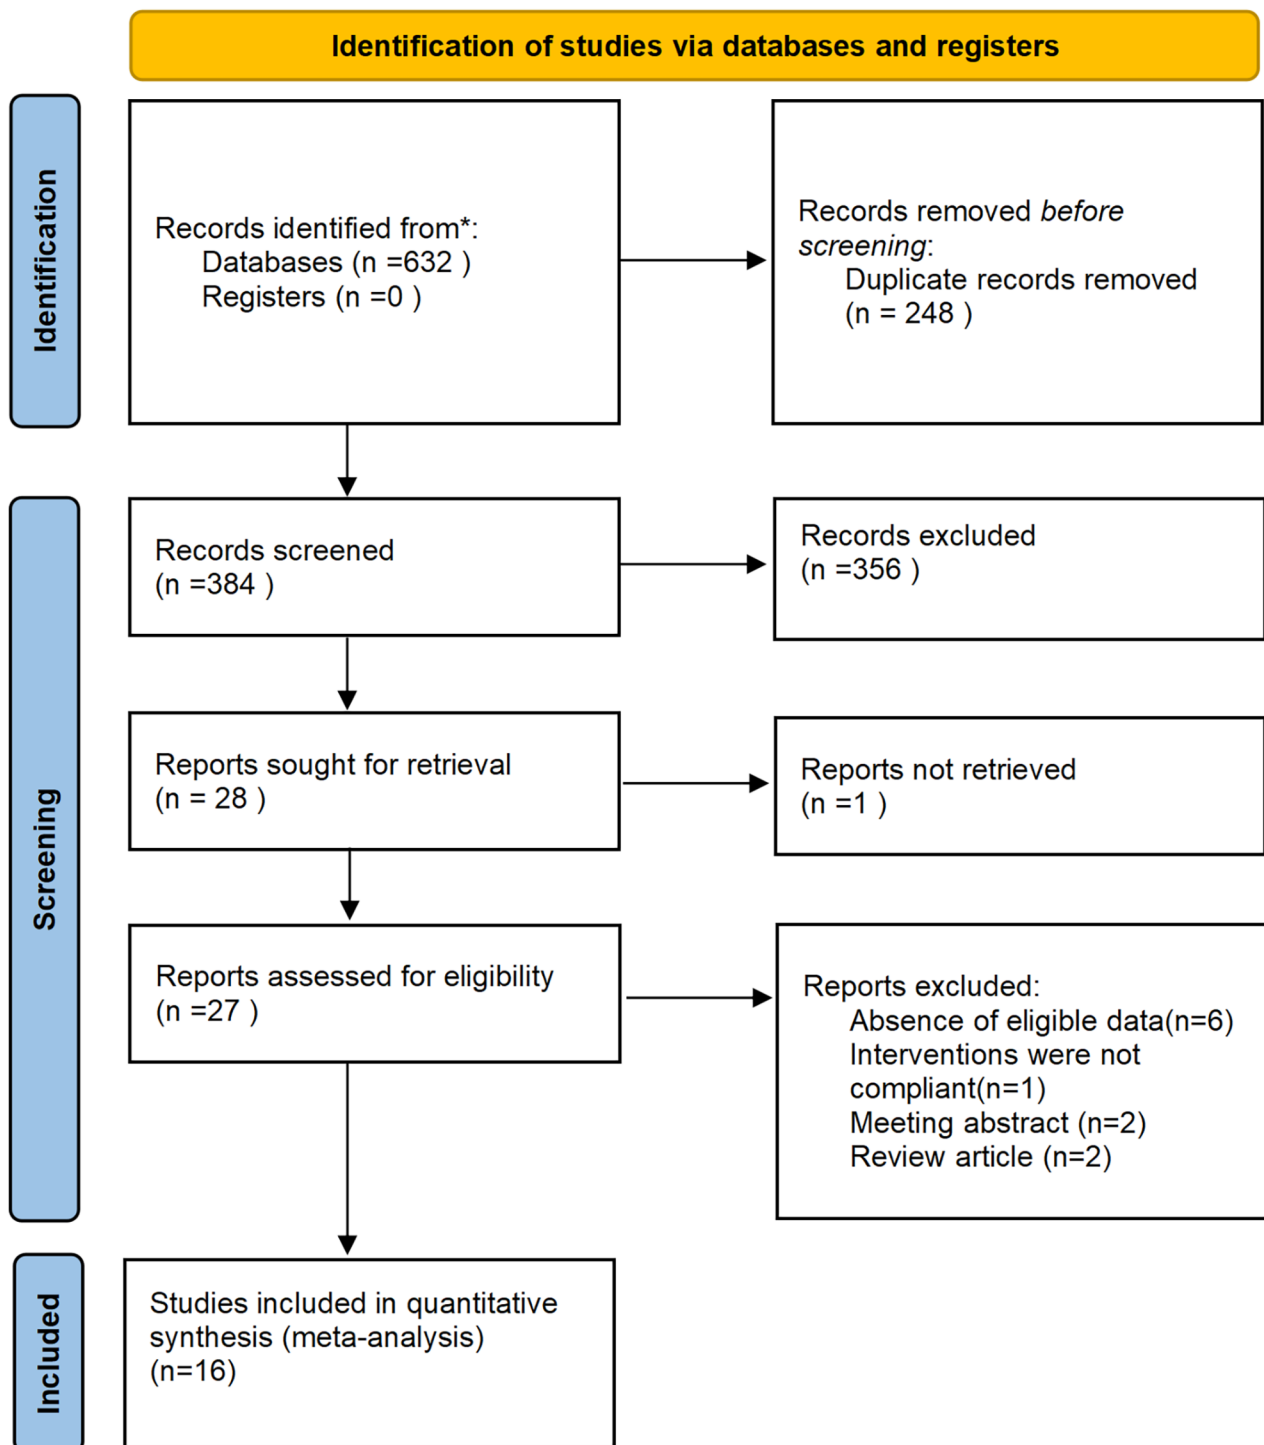 Identification of studies via databases and registers
Identification
Records identified from*:
Databases (n =632 )
Registers (n =0 )
Records removed before
screening:
Duplicate records removed
(n = 248 )
Screening
Records screened
(n =384 )
Records excluded
(n =356 )
Reports sought for retrieval
(n = 28 )
Reports not retrieved
(n =1 )
Reports assessed for eligibility
(n =27 )
Reports excluded:
Absence of eligible data(n=6)
Interventions were not
compliant(n=1)
Meeting abstract (n=2)
Review article (n=2)
Included
Studies included in quantitative
synthesis (meta-analysis)
(n=16)